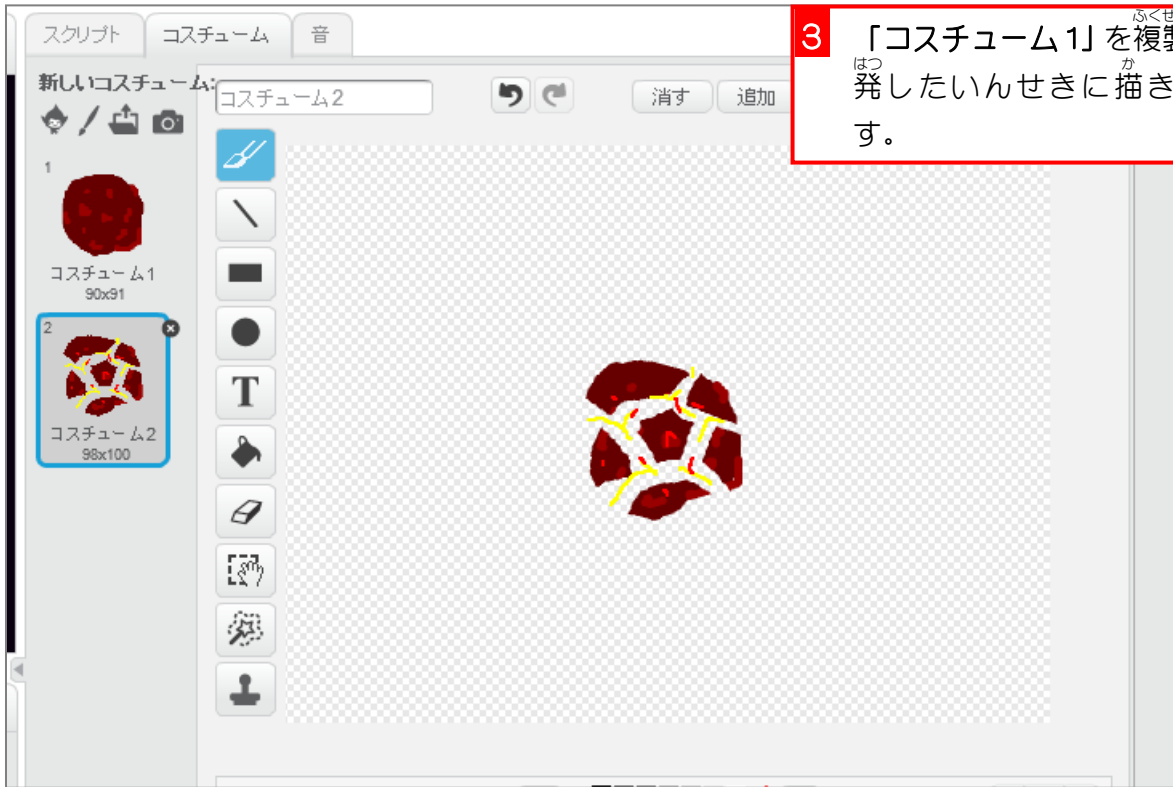 スクリプト コスチューム 音
新しいコスチューム:
コスチューム2
消す 追加
1
コスチューム1
90x91
2
コスチューム2
98x100
T
3
「コスチューム1」を複製
はつ か
発したいんせきに描き
す。